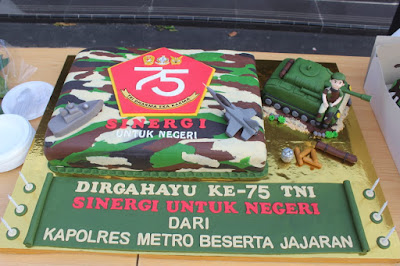 75
SINERGI
UNTUK NEGERI
DIRGAHAYU KE-75 TNI
SINERGI UNTUK NEGERI
DARI
KAPOLRES METRO BESERTA JAJARAN